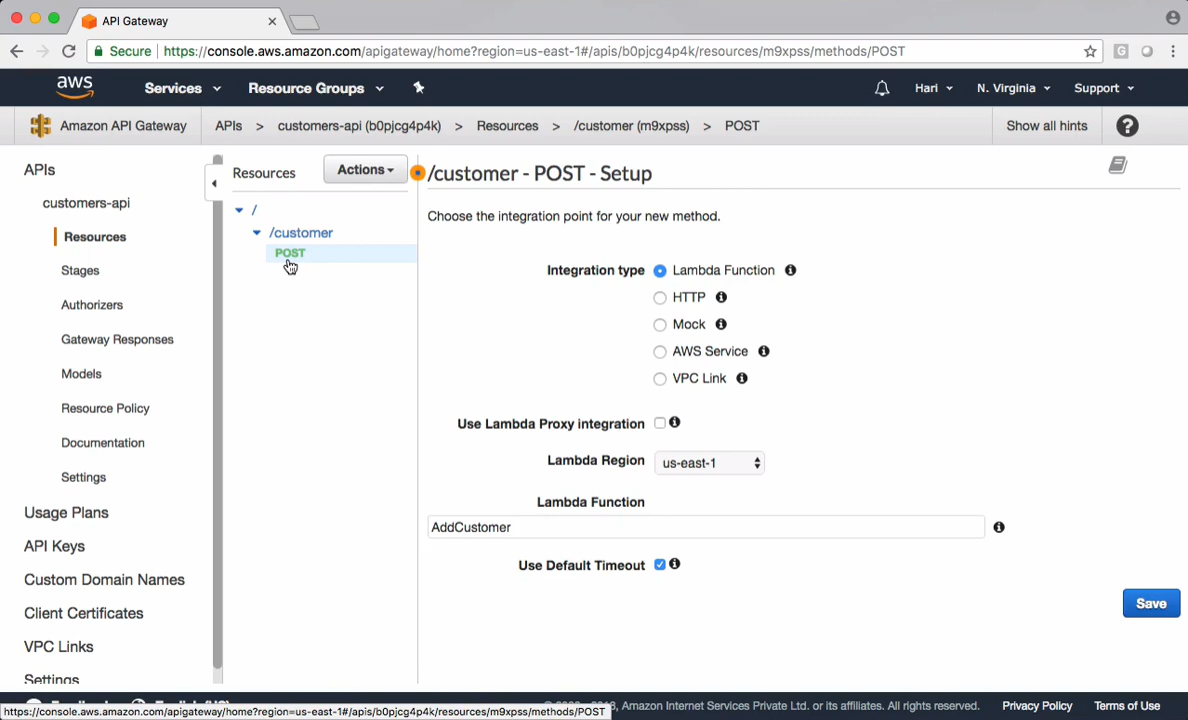 API Gateway
Secure
https://console.aws.amazon.com/apigateway/home?region=us-east-1#/apis/b0pjcg4p4k/resources/m9xpss/methods/POST
aws
Services
Resource Groups
Hari
N. Virginia
Support
Amazon API Gateway
APIs > customers-api (b0pjcg4p4k) > Resources > /customer (m9xpss) > POST
Show all hints
?
APIs
customers-api
Resources
Stages
Authorizers
Gateway Responses
Models
Resource Policy
Documentation
Settings
Usage Plans
API Keys
Custom Domain Names
Client Certificates
VPC Links
Settings
Resources
Actions
/
/customer
POST
/customer - POST - Setup
Choose the integration point for your new method.
Integration type
Lambda Function
HTTP
Mock
AWS Service
VPC Link
Use Lambda Proxy integration
Lambda Region
us-east-1
Lambda Function
AddCustomer
Use Default Timeout
Save
Amazon Internet Services Private Ltd. or its affiliates. All rights reserved.
Privacy Policy
Terms of Use
https://console.aws.amazon.com/apigateway/home?region=us-east-1#/apis/b0pjcg4p4k/resources/m9xpss/methods/POST